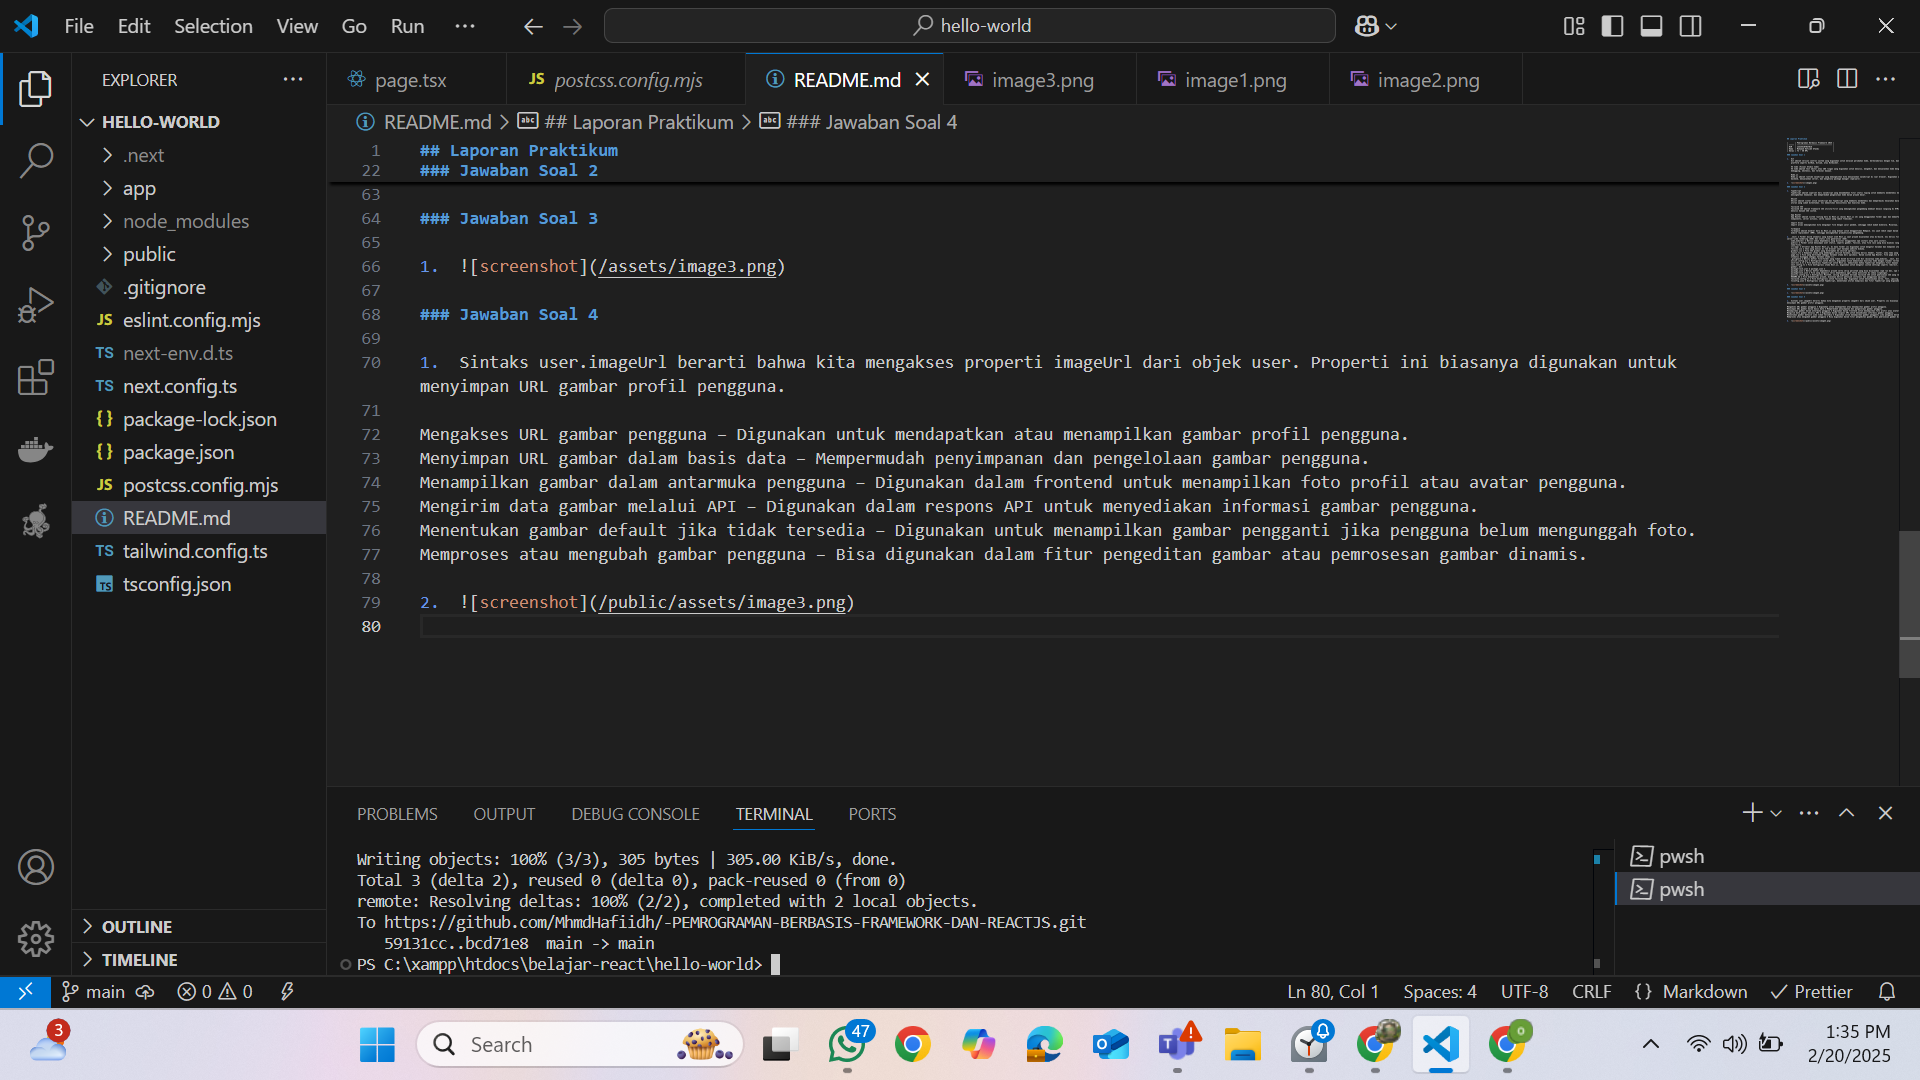 File Edit Selection View Go Run ··· hello-world
EXPLORER ···
HELLO-WORLD
.next
app
node_modules
public
.gitignore
JS eslint.config.mjs
TS next-env.d.ts
TS next.config.ts
{} package-lock.json
{} package.json
JS postcss.config.mjs
README.md
TS tailwind.config.ts
TS tsconfig.json
OUTLINE
TIMELINE
page.tsx JS postcss.config.mjs README.md image3.png image1.png image2.png
README.md > abc ## Laporan Praktikum > abc ### Jawaban Soal 4
1 ## Laporan Praktikum
22 ### Jawaban Soal 2
63
64 ### Jawaban Soal 3
65
66 1. ![screenshot](/assets/image3.png)
67
68 ### Jawaban Soal 4
69
70 1. Sintaks user.imageUrl berarti bahwa kita mengakses properti imageUrl dari objek user. Properti ini biasanya digunakan untuk
menyimpan URL gambar profil pengguna.
71
72 Mengakses URL gambar pengguna – Digunakan untuk mendapatkan atau menampilkan gambar profil pengguna.
73 Menyimpan URL gambar dalam basis data – Mempermudah penyimpanan dan pengelolaan gambar pengguna.
74 Menampilkan gambar dalam antarmuka pengguna – Digunakan dalam frontend untuk menampilkan foto profil atau avatar pengguna.
75 Mengirim data gambar melalui API – Digunakan dalam respons API untuk menyediakan informasi gambar pengguna.
76 Menentukan gambar default jika tidak tersedia – Digunakan untuk menampilkan gambar pengganti jika pengguna belum mengunggah foto.
77 Memproses atau mengubah gambar pengguna – Bisa digunakan dalam fitur pengeditan gambar atau pemrosesan gambar dinamis.
78
79 2. ![screenshot](/public/assets/image3.png)
80
PROBLEMS OUTPUT DEBUG CONSOLE TERMINAL PORTS
Writing objects: 100% (3/3), 305 bytes | 305.00 KiB/s, done.
Total 3 (delta 2), reused 0 (delta 0), pack-reused 0 (from 0)
remote: Resolving deltas: 100% (2/2), completed with 2 local objects.
To https://github.com/MhmdHafiidh/-PEMROGRAMAN-BERBASIS-FRAMEWORK-DAN-REACTJS.git
59131cc..bcd71e8 main -> main
PS C:\xampp\htdocs\belajar-react\hello-world>
pwsh
pwsh
main 0 0 Ln 80, Col 1 Spaces: 4 UTF-8 CRLF {} Markdown Prettier
3 Search 47 1:35 PM
2/20/2025